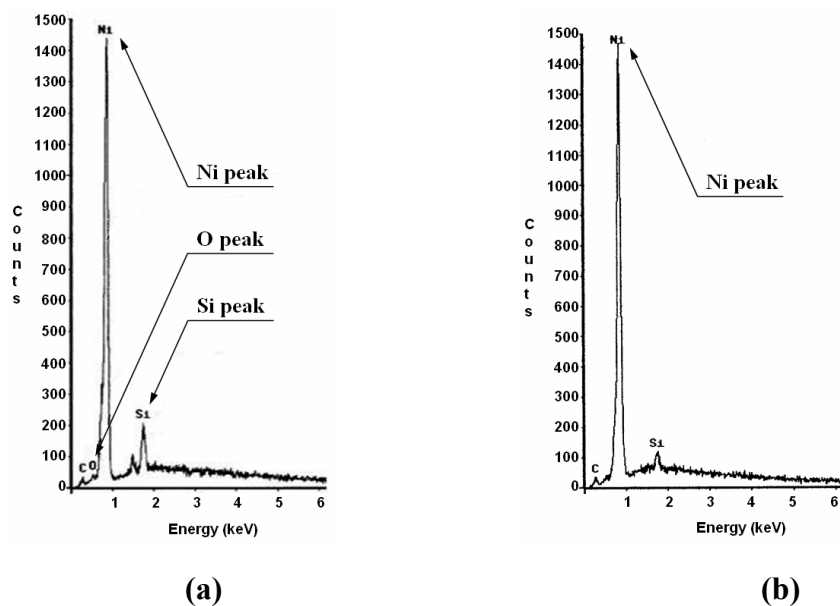 1500
1400
1300
1200
1100
1000
900
800
700
600
500
400
300
200
100
0
Counts
Ni
Ni peak
O peak
Si peak
Si
C O
1 2 3 4 5 6
Energy (keV)
(a)
1500
1400
1300
1200
1100
1000
900
800
700
600
500
400
300
200
100
0
Counts
Ni
Ni peak
Si
C
1 2 3 4 5 6
Energy (keV)
(b)